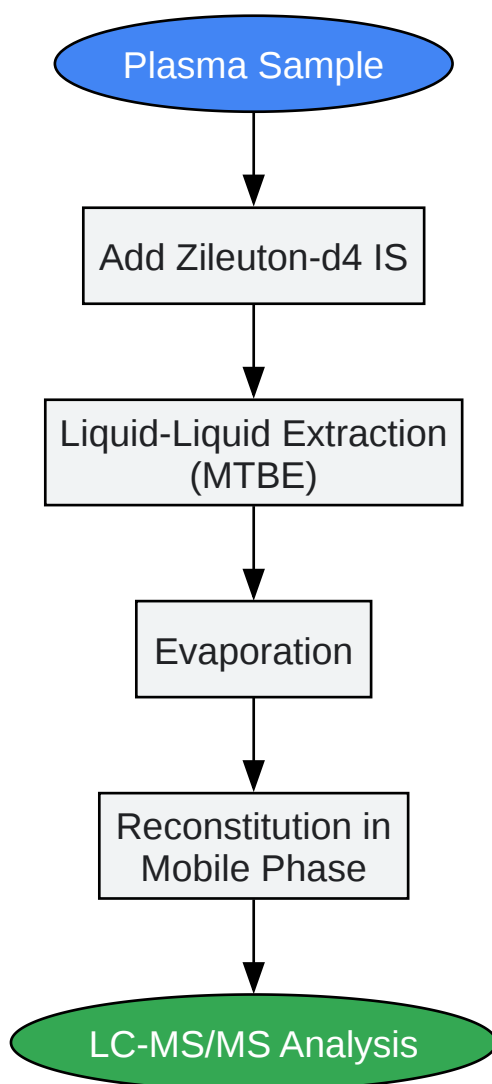 Plasma Sample
Add Zileuton-d4 IS
Liquid-Liquid Extraction
(MTBE)
Evaporation
Reconstitution in
Mobile Phase
LC-MS/MS Analysis